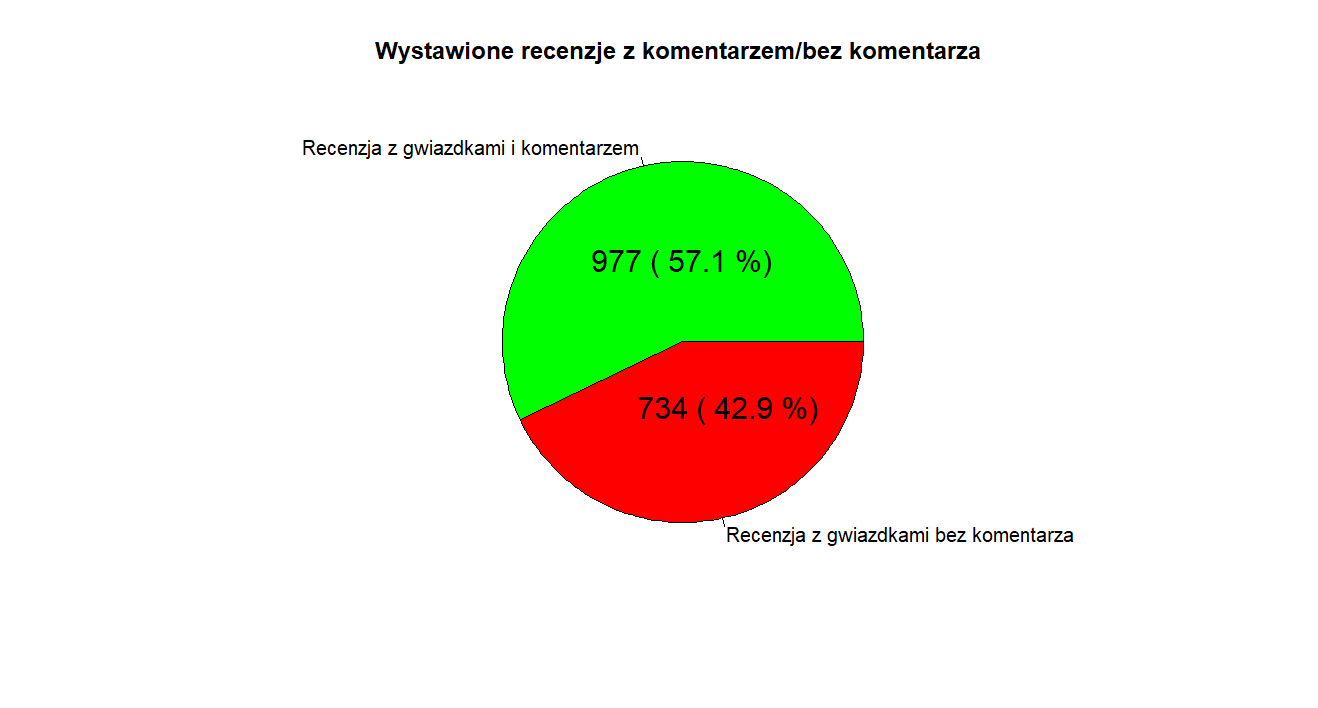 Wystawione recenzje z komentarzem/bez komentarza
Recenzja z gwiazdkami i komentarzem
977 ( 57.1 %)
734 ( 42.9 %)
Recenzja z gwiazdkami bez komentarza